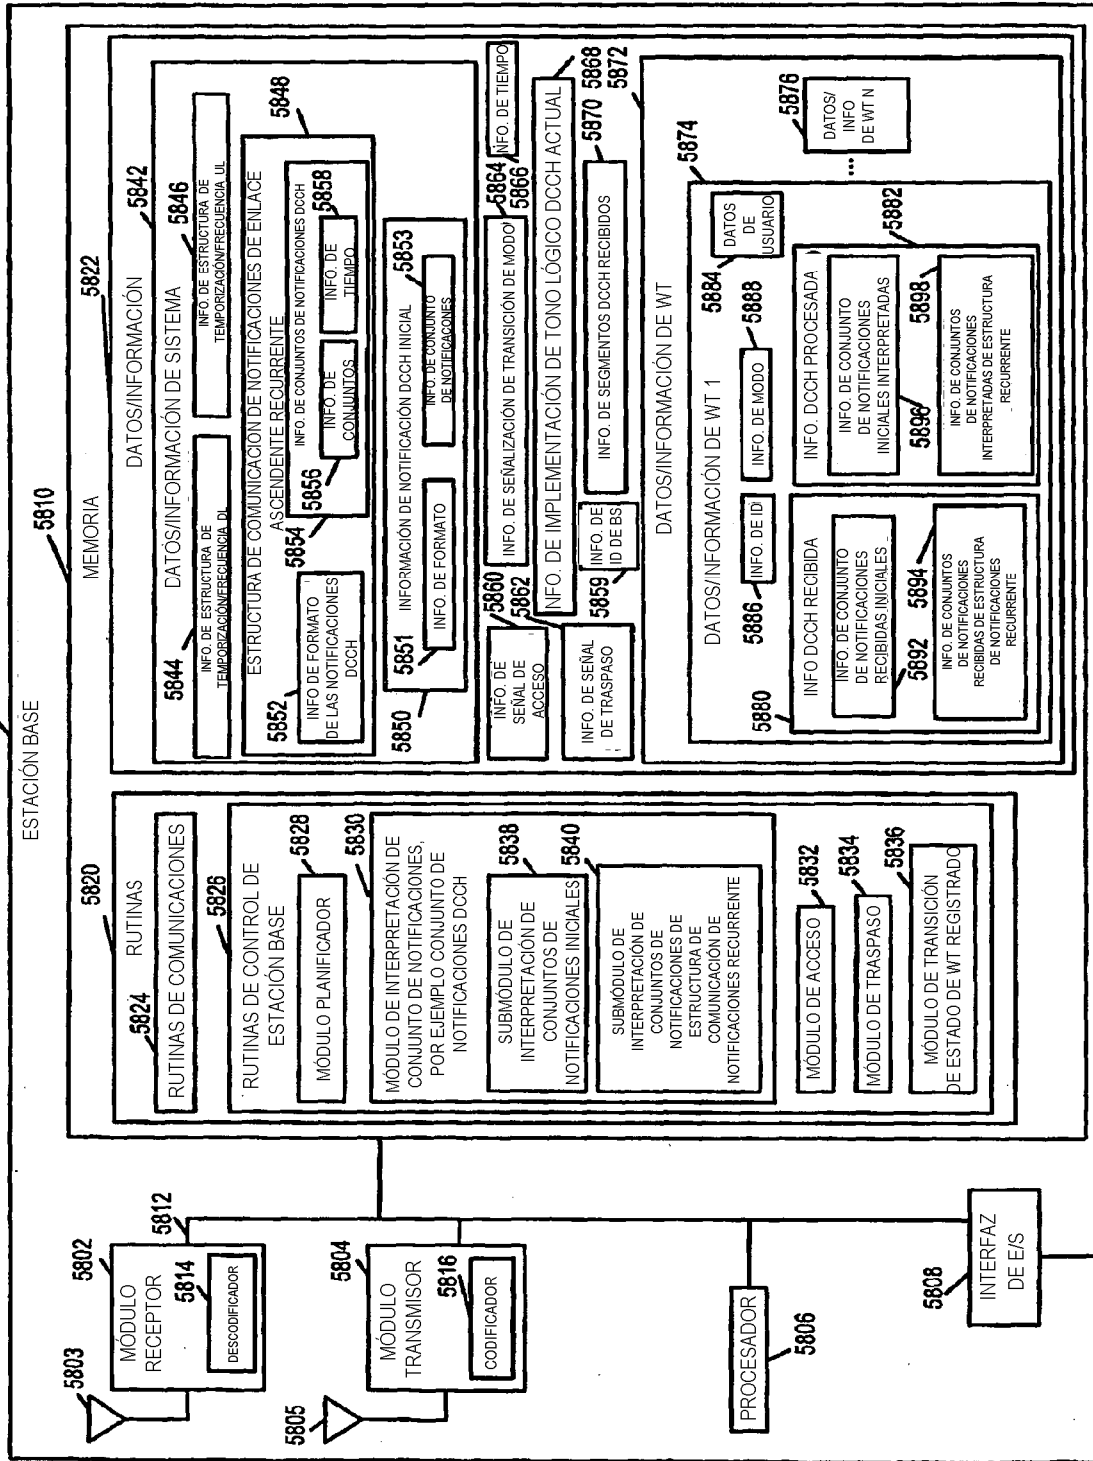 ESTACIÓN BASE
5803
5802
MÓDULO
RECEPTOR
5814
DESCODIFICADOR
5812
5805
5804
MÓDULO
TRANSMISOR
5816
CODIFICADOR
PROCESADOR
5806
5808
INTERFAZ
DE E/S
5810
MEMORIA
5820
RUTINAS
5824
RUTINAS DE COMUNICACIONES
5826
RUTINAS DE CONTROL DE
ESTACIÓN BASE
5828
MÓDULO PLANIFICADOR
5830
MÓDULO DE INTERPRETACIÓN DE
CONJUNTO DE NOTIFICACIONES,
POR EJEMPLO CONJUNTO DE
NOTIFICACIONES DCCH
5838
SUBMÓDULO DE
INTERPRETACIÓN DE
CONJUNTOS DE
NOTIFICACIONES INICIALES
5840
SUBMÓDULO DE
INTERPRETACIÓN DE
CONJUNTOS DE
NOTIFICACIONES DE
ESTRUCTURA DE
COMUNICACIÓN DE
NOTIFICACIONES RECURRENTE
5832
MÓDULO DE ACCESO
5834
MÓDULO DE TRASPASO
5836
MÓDULO DE TRANSICIÓN
DE ESTADO DE WT REGISTRADO
5822
DATOS/INFORMACIÓN
5842
DATOS/INFORMACIÓN DE SISTEMA
5844
INFO. DE ESTRUCTURA DE
TEMPORIZACIÓN/FRECUENCIA DL
5846
INFO. DE ESTRUCTURA DE
TEMPORIZACIÓN/FRECUENCIA UL
5848
ESTRUCTURA DE COMUNICACIÓN DE NOTIFICACIONES DE ENLACE
ASCENDENTE RECURRENTE
5852
INFO DE FORMATO
DE LAS NOTIFICACIONES
DCCH
5854
INFO. DE CONJUNTOS DE NOTIFICACIONES DCCH
5856
INFO. DE
CONJUNTOS
5858
INFO. DE
TIEMPO
5850
INFORMACIÓN DE NOTIFICACIÓN DCCH INICIAL
5851
INFO. DE FORMATO
5853
INFO. DE CONJUNTO
DE NOTIFICACONES
5860
INFO. DE
SEÑAL DE
ACCESO
5862
INFO. DE SEÑAL
DE TRASPASO
5864
INFO. DE SEÑALIZACIÓN DE TRANSICIÓN DE MODO
5866
NFO. DE TIEMPO
5868
NFO. DE IMPLEMENTACIÓN DE TONO LÓGICO DCCH ACTUAL
5859
INFO. DE
ID DE BS
5870
INFO. DE SEGMENTOS DCCH RECIBIDOS
5872
DATOS/INFORMACIÓN DE WT
5874
DATOS/INFORMACIÓN DE WT 1
5876
DATOS/
INFO
DE WT N
...
5884
DATOS
DE
USUARIO
5886
INFO. DE ID
5888
INFO. DE MODO
5880
INFO DCCH RECIBIDA
INFO. DE CONJUNTO
DE NOTIFICACIONES
RECIBIDAS INICIALES
5892
5894
INFO. DE CONJUNTOS
DE NOTIFICACIONES
RECIBIDAS DE ESTRUCTURA
DE NOTIFICACIONES
RECURRENTE
5882
INFO. DCCH PROCESADA
INFO. DE CONJUNTO
DE NOTIFICACIONES
INICIALES INTERPRETADAS
5896
5898
INFO. DE CONJUNTOS
DE NOTIFICACIONES
INTERPRETADAS DE ESTRUCTURA
RECURRENTE